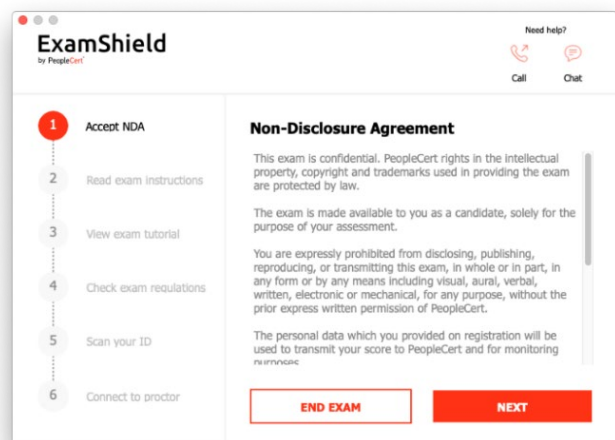 ExamShield
by PeopleCert
Need help?
Call
Chat
1
Accept NDA
2
Read exam instructions
3
View exam tutorial
4
Check exam regulations
5
Scan your ID
6
Connect to proctor
Non-Disclosure Agreement
This exam is confidential. PeopleCert rights in the intellectual
property, copyright and trademarks used in providing the exam
are protected by law.
The exam is made available to you as a candidate, solely for the
purpose of your assessment.
You are expressly prohibited from disclosing, publishing,
reproducing, or transmitting this exam, in whole or in part, in
any form or by any means including visual, aural, verbal,
written, electronic or mechanical, for any purpose, without the
prior express written permission of PeopleCert.
The personal data which you provided on registration will be
used to transmit your score to PeopleCert and for monitoring
purposes
END EXAM
NEXT